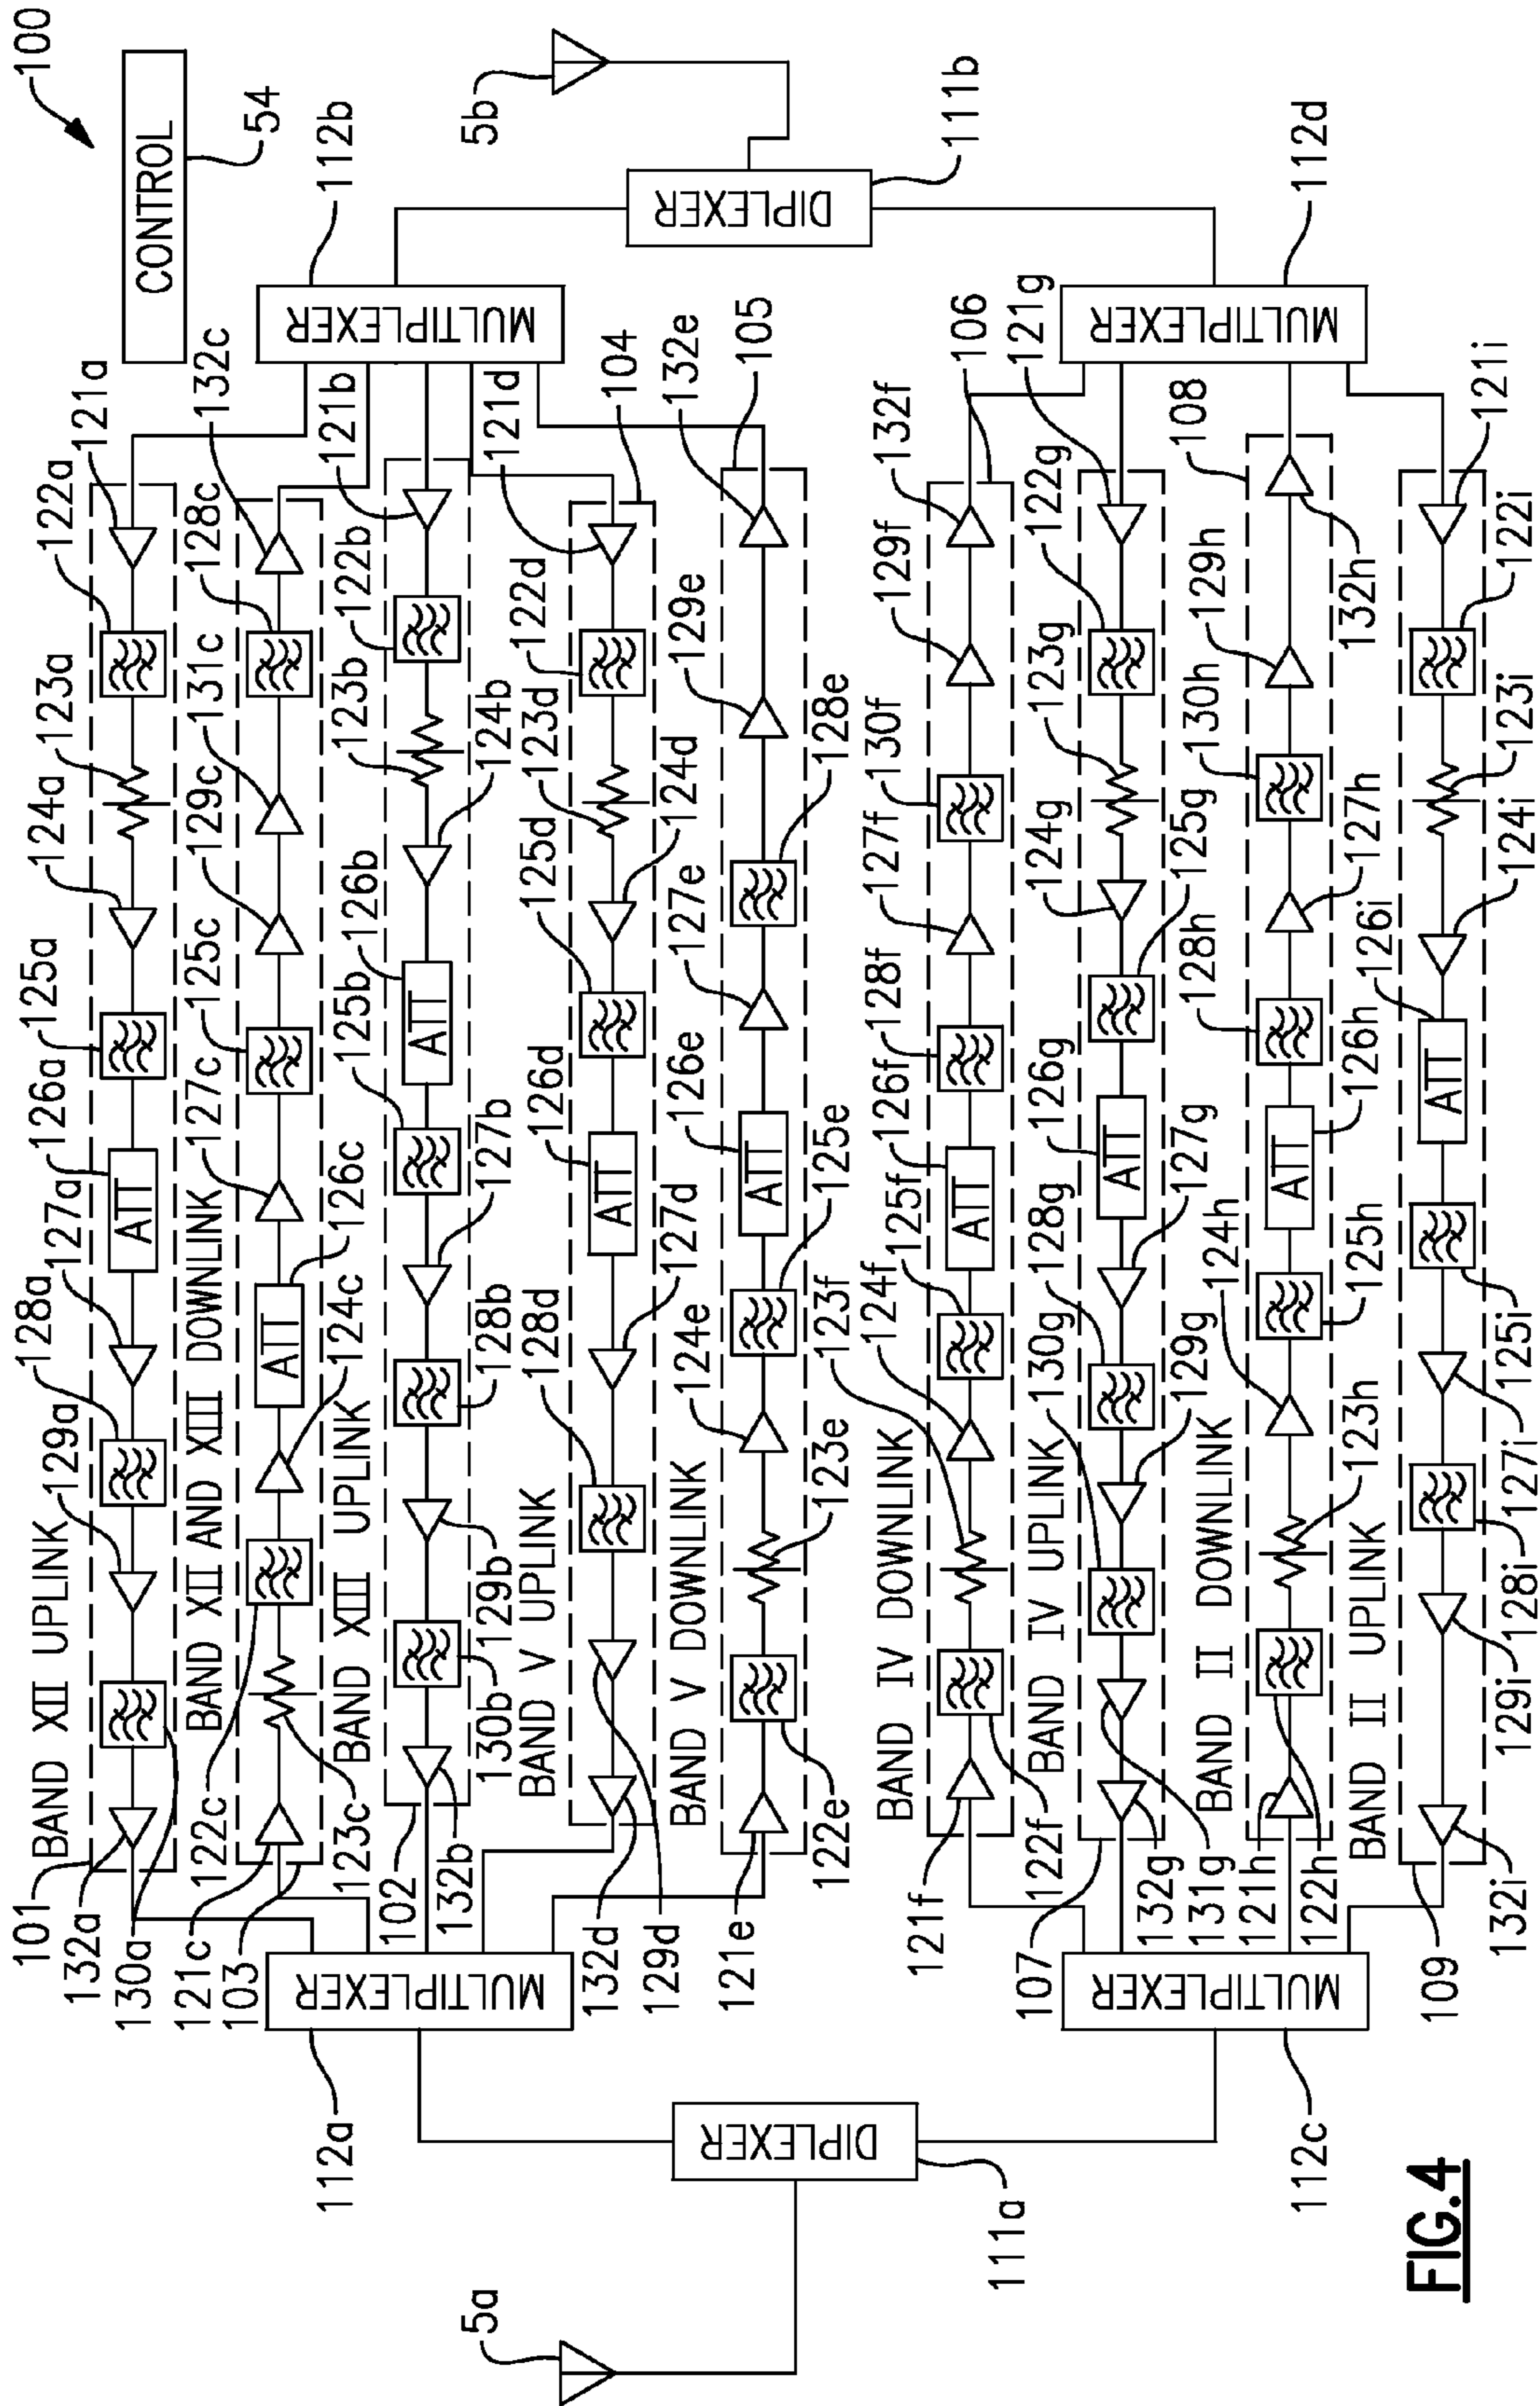 100
CONTROL
54
101
BAND XII UPLINK
132a
130a
129a
128a
127a
126a
125a
124a
123a
122a
121a
BAND XII AND XIII DOWNLINK
103
121c
123c
122c
124c
126c
127c
125c
129c
131c
128c
132c
BAND XIII UPLINK
102
132b
130b
129b
128b
127b
125b
126b
124b
123b
122b
121b
BAND V UPLINK
132d
129d
128d
127d
126d
125d
124d
123d
122d
121d
104
BAND V DOWNLINK
121e
122e
123e
124e
125e
126e
127e
128e
129e
132e
105
ATT
ATT
ATT
ATT
ATT
MULTIPLEXER
112a
MULTIPLEXER
112b
5a
DIPLEXER
111a
5b
DIPLEXER
111b
BAND IV DOWNLINK
121f
122f
123f
124f
125f
126f
128f
127f
130f
129f
132f
106
BAND IV UPLINK
107
132g
131g
130g
129g
128g
127g
126g
125g
124g
123g
122g
121g
BAND II DOWNLINK
121h
122h
123h
124h
125h
126h
128h
127h
130h
129h
132h
108
BAND II UPLINK
109
132i
129i
128i
127i
125i
126i
124i
123i
122i
121i
ATT
ATT
ATT
ATT
MULTIPLEXER
112c
MULTIPLEXER
112d
FIG.4